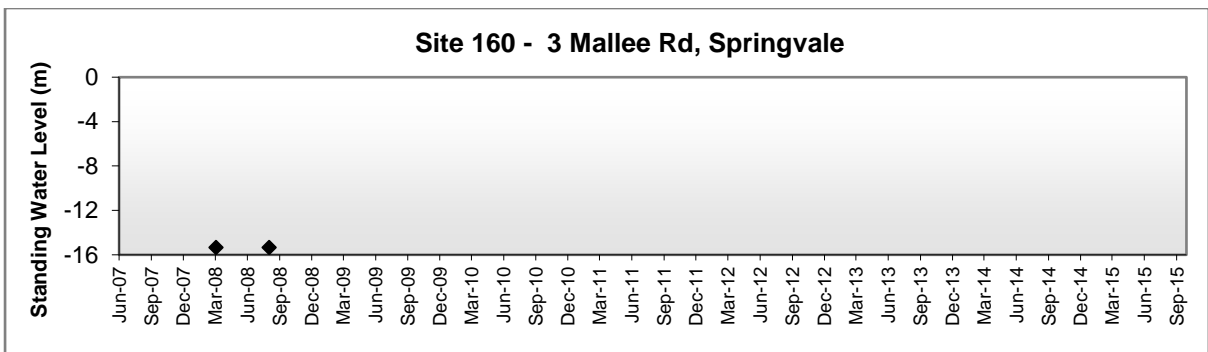 Site 160 - 3 Mallee Rd, Springvale
Standing Water Level (m)
0
-4
-8
-12
-16
Jun-07
Sep-07
Dec-07
Mar-08
Jun-08
Sep-08
Dec-08
Mar-09
Jun-09
Sep-09
Dec-09
Mar-10
Jun-10
Sep-10
Dec-10
Mar-11
Jun-11
Sep-11
Dec-11
Mar-12
Jun-12
Sep-12
Dec-12
Mar-13
Jun-13
Sep-13
Dec-13
Mar-14
Jun-14
Sep-14
Dec-14
Mar-15
Jun-15
Sep-15